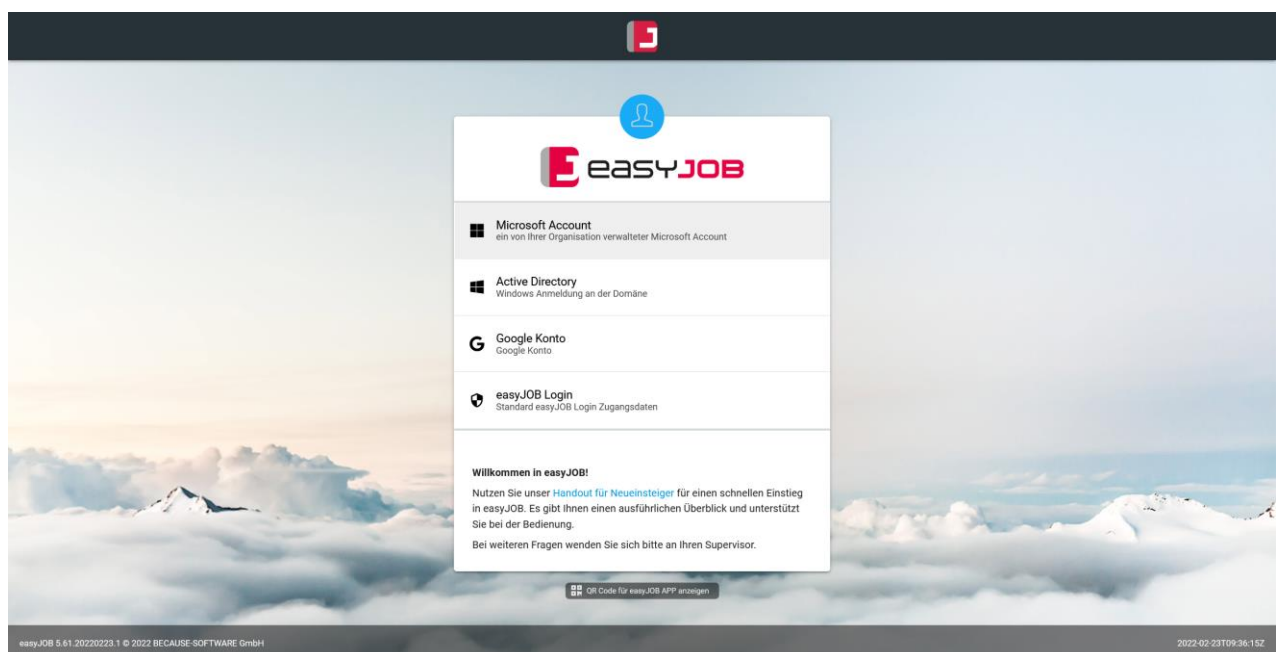 easyJOB
Microsoft Account
ein von Ihrer Organisation verwalteter Microsoft Account
Active Directory
Windows Anmeldung an der Domäne
Google Konto
Google Konto
easyJOB Login
Standard easyJOB Login Zugangsdaten
Willkommen in easyJOB!
Nutzen Sie unser Handout für Neueinsteiger für einen schnellen Einstieg
in easyJOB. Es gibt Ihnen einen ausführlichen Überblick und unterstützt
Sie bei der Bedienung.
Bei weiteren Fragen wenden Sie sich bitte an Ihren Supervisor.
QR Code für easyJOB APP anzeigen
easyJOB 5.61.20220223.1 © 2022 BECAUSE-SOFTWARE GmbH
2022-02-23T09:36:15Z